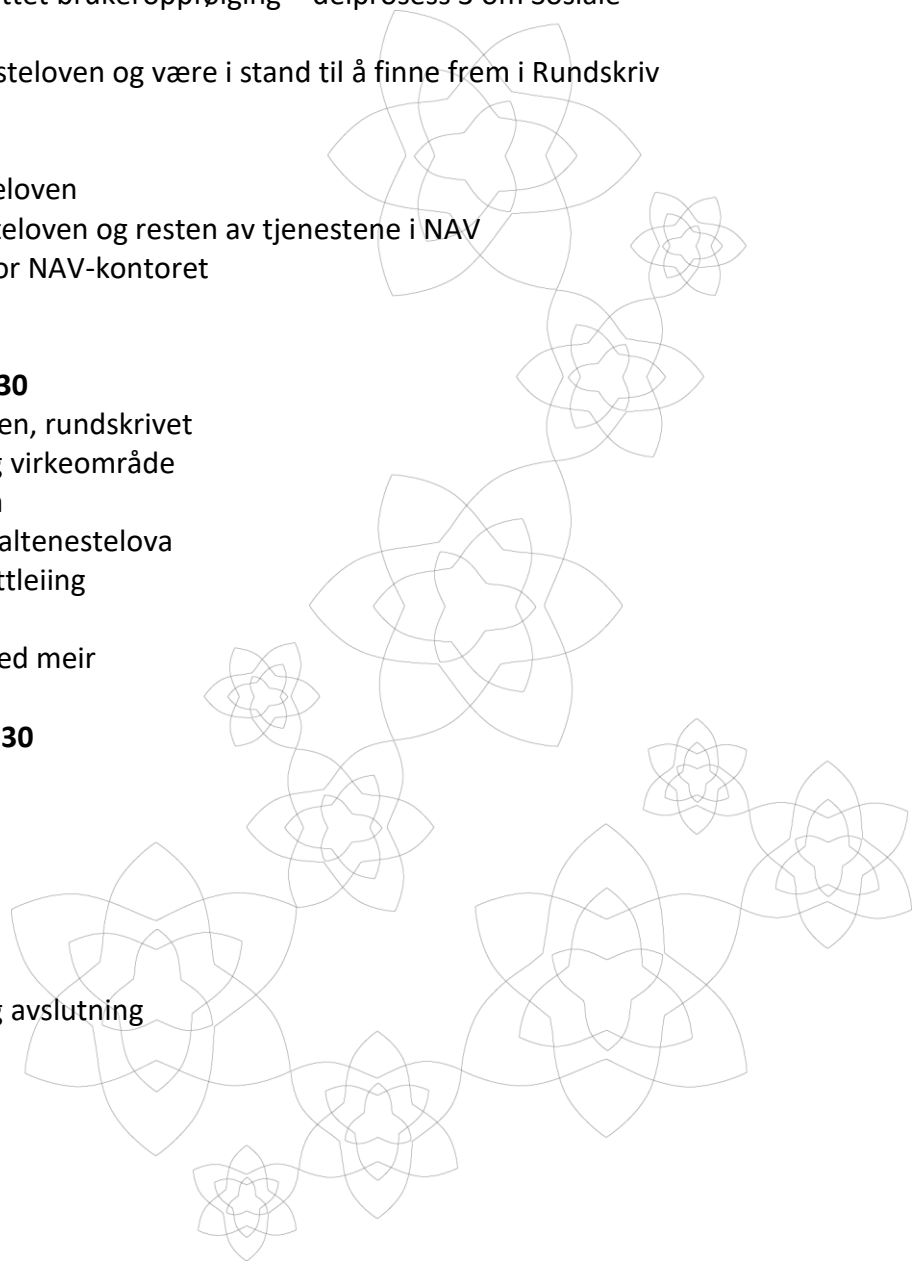 ttet brukeroppfølging – delprosess 3 om sosiale
steloven og være i stand til å finne frem i Rundskriv
eloven
teloven og resten av tjenestene i NAV
or NAV-kontoret
30
en, rundskrivet
g virkeområde
altenestelova
ttleiing
ed meir
30
g avslutning